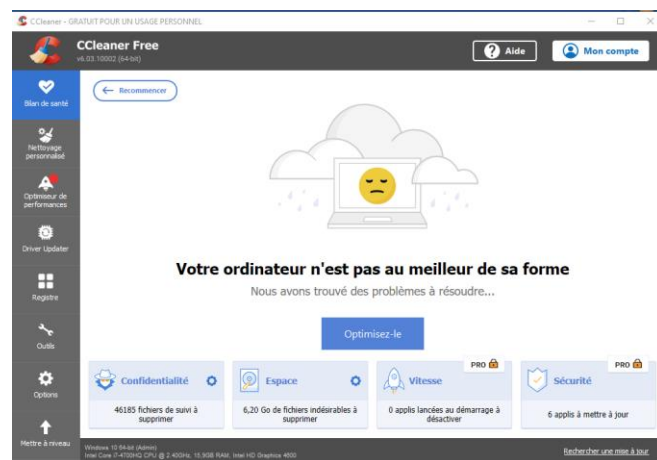 CCleaner - GRATUIT POUR UN USAGE PERSONNEL
CCleaner Free
v6.03.10002 (64-bit)
Aide
Mon compte
Bilan de santé
Nettoyage
personnalisé
Optimiseur de
performances
Driver Updater
Registre
Outils
Options
Mettre à niveau
Recommencer
Votre ordinateur n'est pas au meilleur de sa forme
Nous avons trouvé des problèmes à résoudre...
Optimisez-le
Confidentialité
46185 fichiers de suivi à
supprimer
Espace
6,20 Go de fichiers indésirables à
supprimer
PRO
Vitesse
0 applis lancées au démarrage à
désactiver
PRO
Sécurité
6 applis à mettre à jour
Windows 10 64-bit (Admin)
Intel Core i7-4700HQ CPU @ 2.40GHz, 15,9GB RAM, Intel HD Graphics 4600
Rechercher une mise à jour